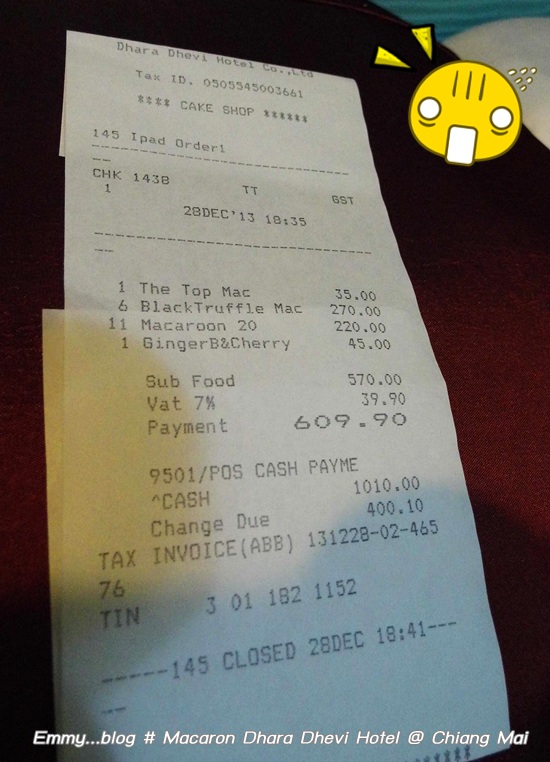 Dhara Dhevi Hotel Co.,Ltd
Tax ID. 0505545003661
**** CAKE SHOP ******
145 Ipad Order1
-----------------------------
--
CHK 1438 TT GST
1
28DEC'13 18:35
-------------------------------
--
1 The Top Mac 35.00
6 BlackTruffle Mac 270.00
11 Macaroon 20 220.00
1 GingerB&Cherry 45.00
Sub Food 570.00
Vat 7% 39.90
Payment 609.90
9501/POS CASH PAYME
^CASH 1010.00
Change Due 400.10
TAX INVOICE(ABB) 131228-02-465
76
TIN 3 01 182 1152
-----145 CLOSED 28DEC 18:41---
--
Emmy...blog # Macaron Dhara Dhevi Hotel @ Chiang Mai